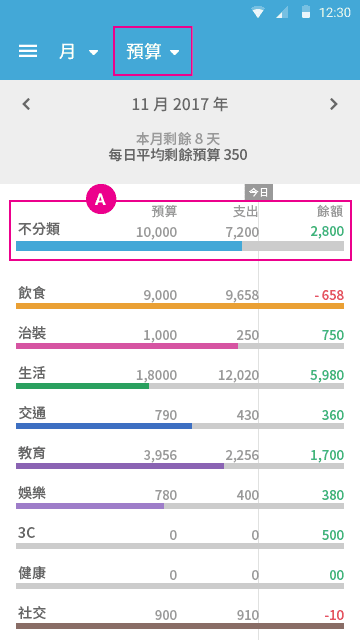 12:30
月 預算
11 月 2017 年
本月剩餘 8 天
每日平均剩餘預算 350
今日
A
預算 支出 餘額
不分類 10,000 7,200 2,800
飲食 9,000 9,658 - 658
治裝 1,000 250 750
生活 1,8000 12,020 5,980
交通 790 430 360
教育 3,956 2,256 1,700
娛樂 780 400 380
3C 0 0 500
健康 0 0 00
社交 900 910 -10